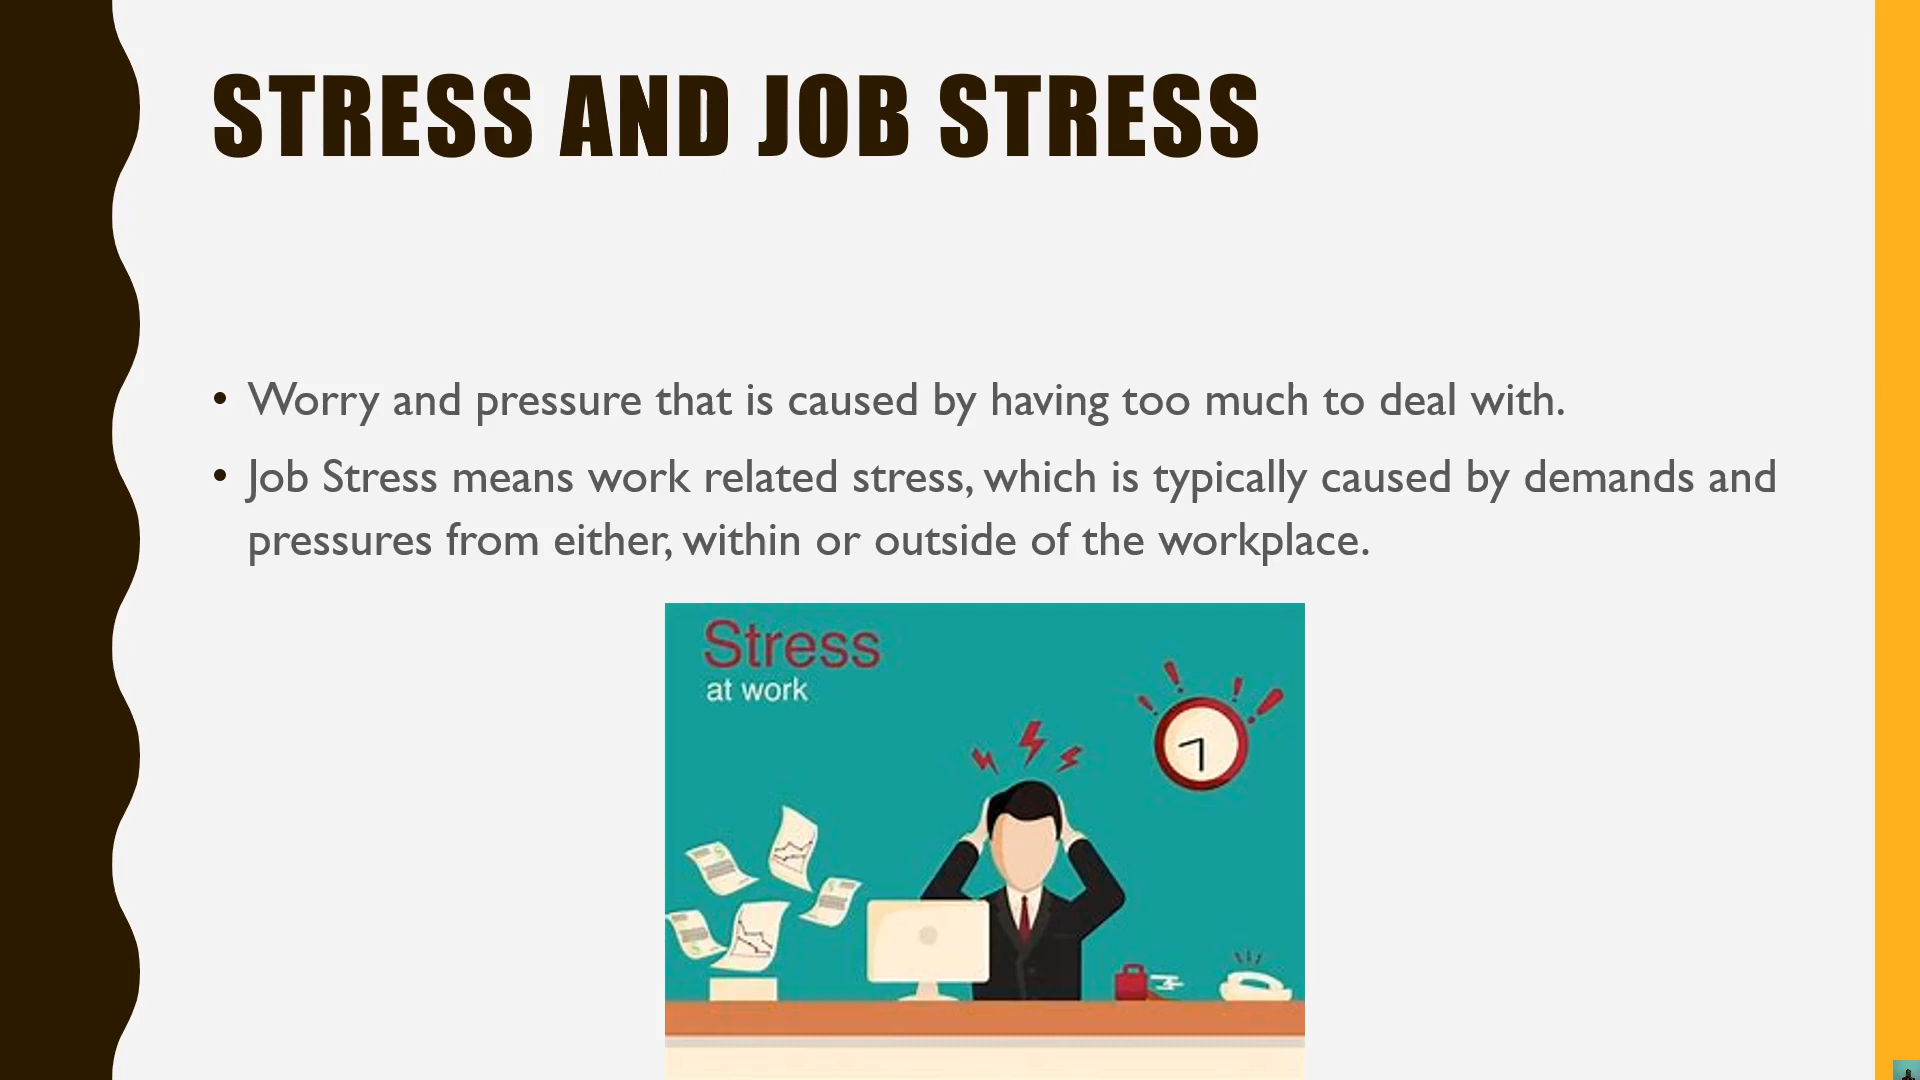 STRESS AND JOB STRESS
• Worry and pressure that is caused by having too much to deal with.
• Job Stress means work related stress, which is typically caused by demands and
pressures from either, within or outside of the workplace.
Stress
at work